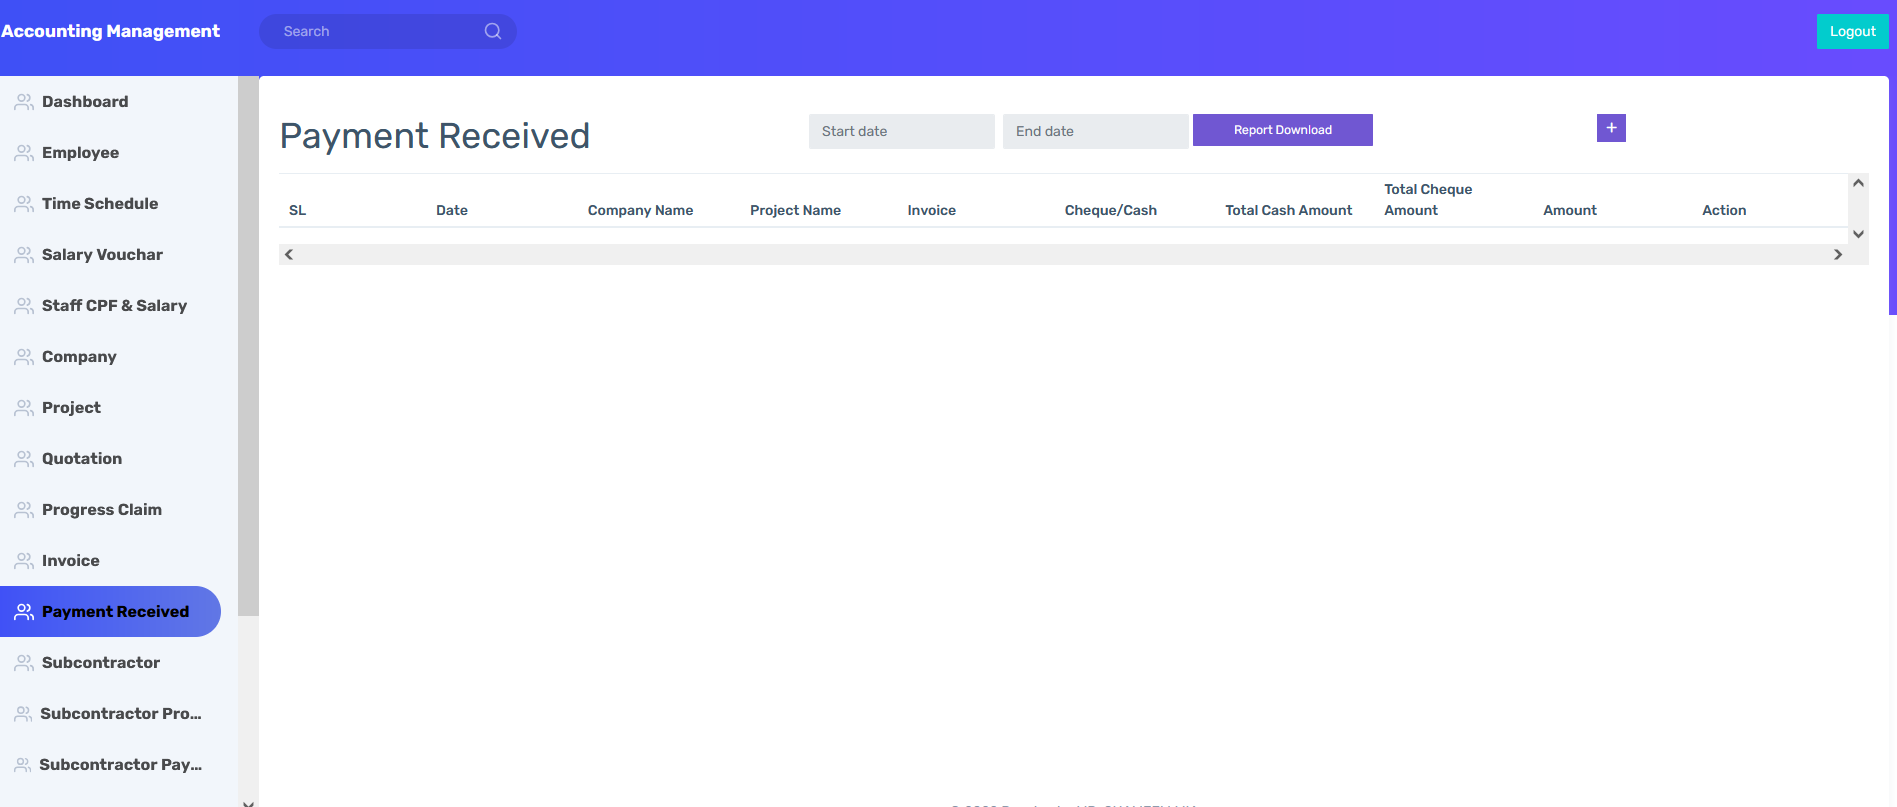 Accounting Management
Search
Logout
Dashboard
Employee
Time Schedule
Salary Vouchar
Staff CPF & Salary
Company
Project
Quotation
Progress Claim
Invoice
Payment Received
Subcontractor
Subcontractor Pro...
Subcontractor Pay...
Payment Received
Start date
End date
Report Download
+
SL Date Company Name Project Name Invoice Cheque/Cash Total Cash Amount Total Cheque Amount Amount Action